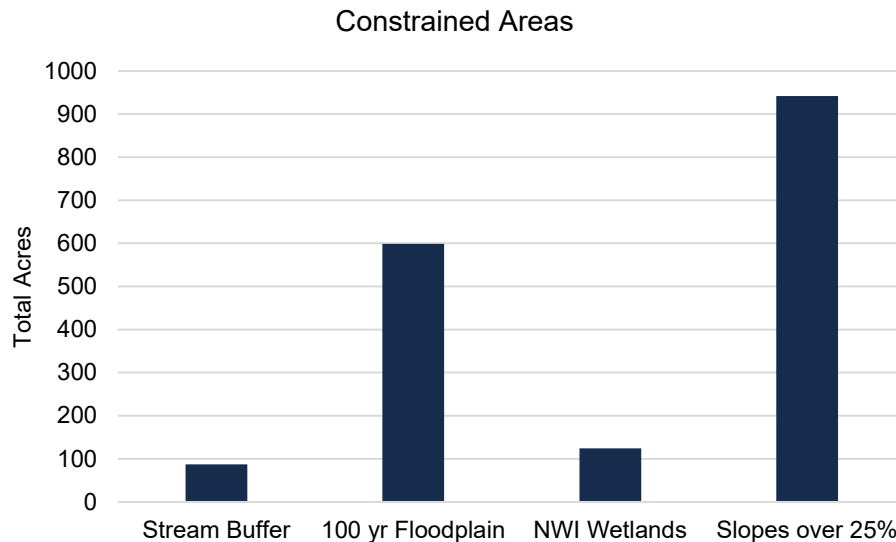 Constrained Areas
1000
900
800
700
600
500
400
300
200
100
0
Total Acres
Stream Buffer
100 yr Floodplain
NWI Wetlands
Slopes over 25%